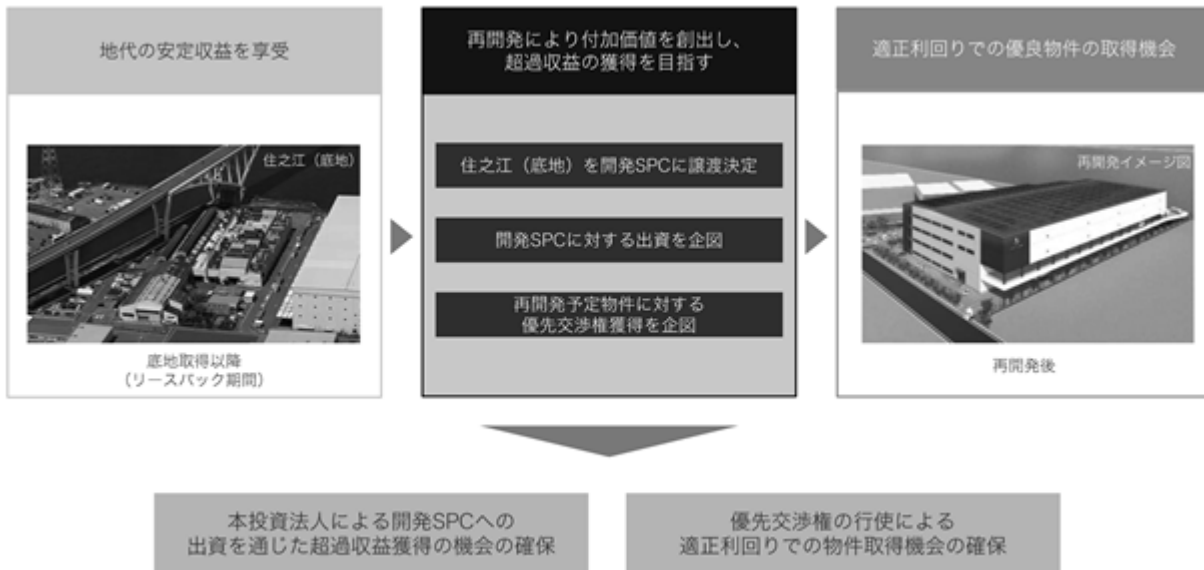 地代の安定収益を享受
住之江（底地）
底地取得以降
（リースバック期間）
再開発により付加価値を創出し、
超過収益の獲得を目指す
住之江（底地）を開発SPCに譲渡決定
開発SPCに対する出資を企図
再開発予定物件に対する
優先交渉権獲得を企図
適正利回りでの優良物件の取得機会
再開発イメージ図
再開発後
本投資法人による開発SPCへの
出資を通じた超過収益獲得の機会の確保
優先交渉権の行使による
適正利回りでの物件取得機会の確保